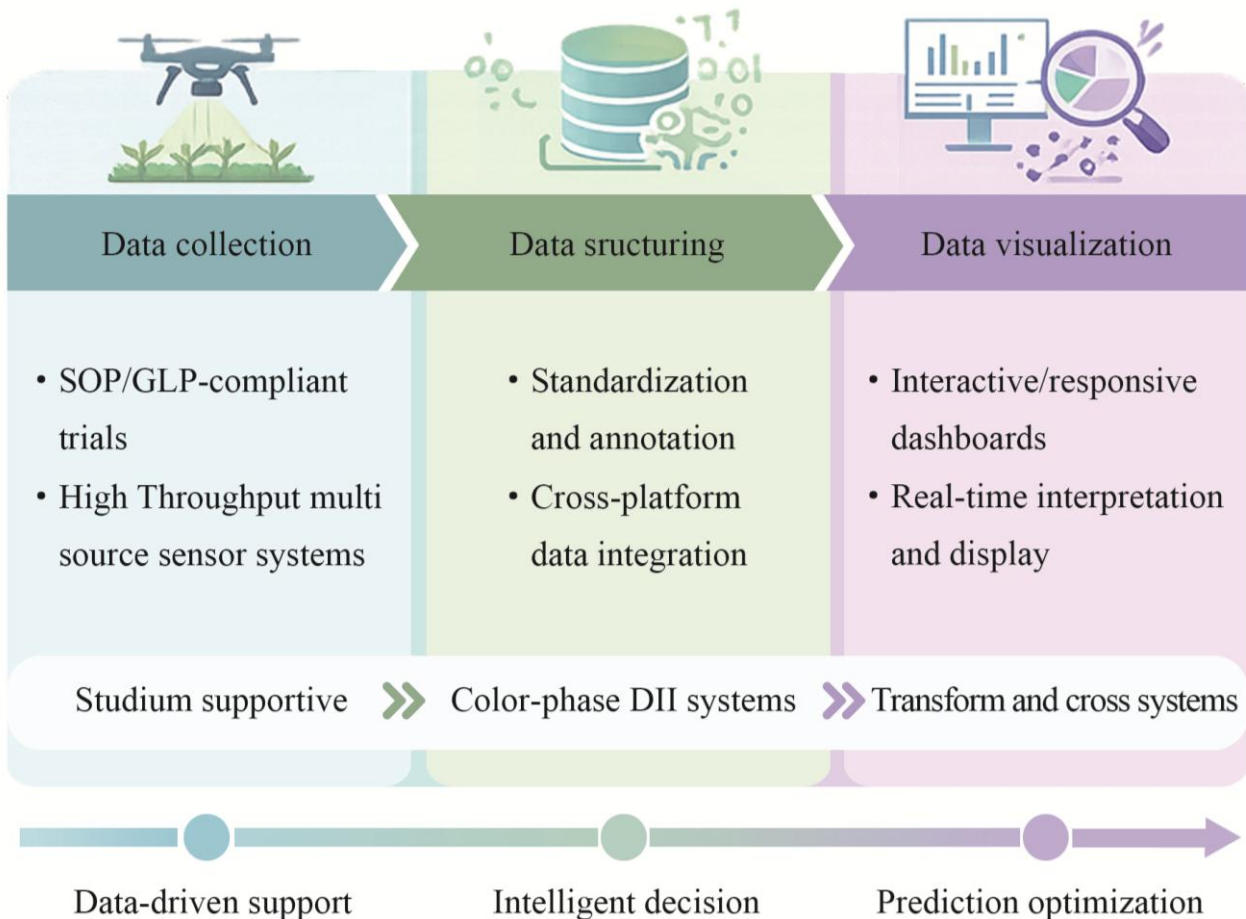 Data collection
Data sructuring
Data visualization
• SOP/GLP-compliant
trials
• High Throughput multi
source sensor systems
• Standardization
and annotation
• Cross-platform
data integration
• Interactive/responsive
dashboards
• Real-time interpretation
and display
Studium supportive
Color-phase DII systems
Transform and cross systems
Data-driven support
Intelligent decision
Prediction optimization